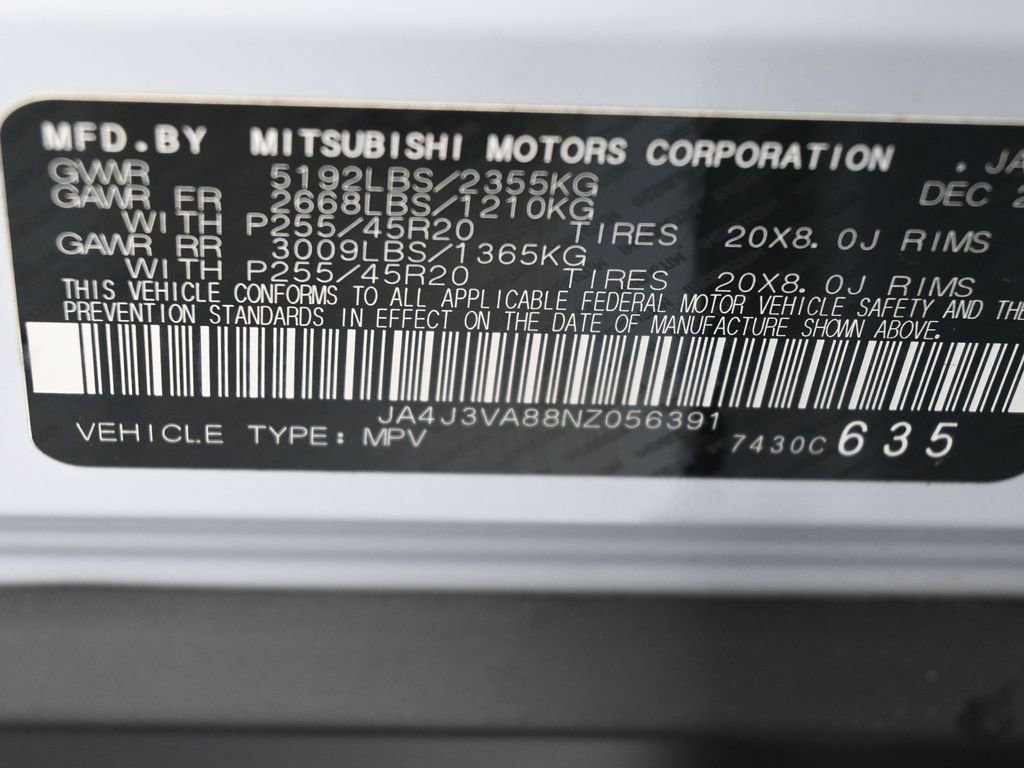 MFD.BY MITSUBISHI MOTORS CORPORATION . JA
GVWR 5192LBS/2355KG DEC 2
GAWR FR 2668LBS/1210KG
WITH P255/45R20 TIRES 20X8.0J RIMS
GAWR RR 3009LBS/1365KG
WITH P255/45R20 TIRES 20X8.0J RIMS
THIS VEHICLE CONFORMS TO ALL APPLICABLE FEDERAL MOTOR VEHICLE SAFETY AND THE
PREVENTION STANDARDS IN EFFECT ON THE DATE OF MANUFACTURE SHOWN ABOVE.
JA4J3VA88NZ056391
VEHICLE TYPE: MPV 7430C 635